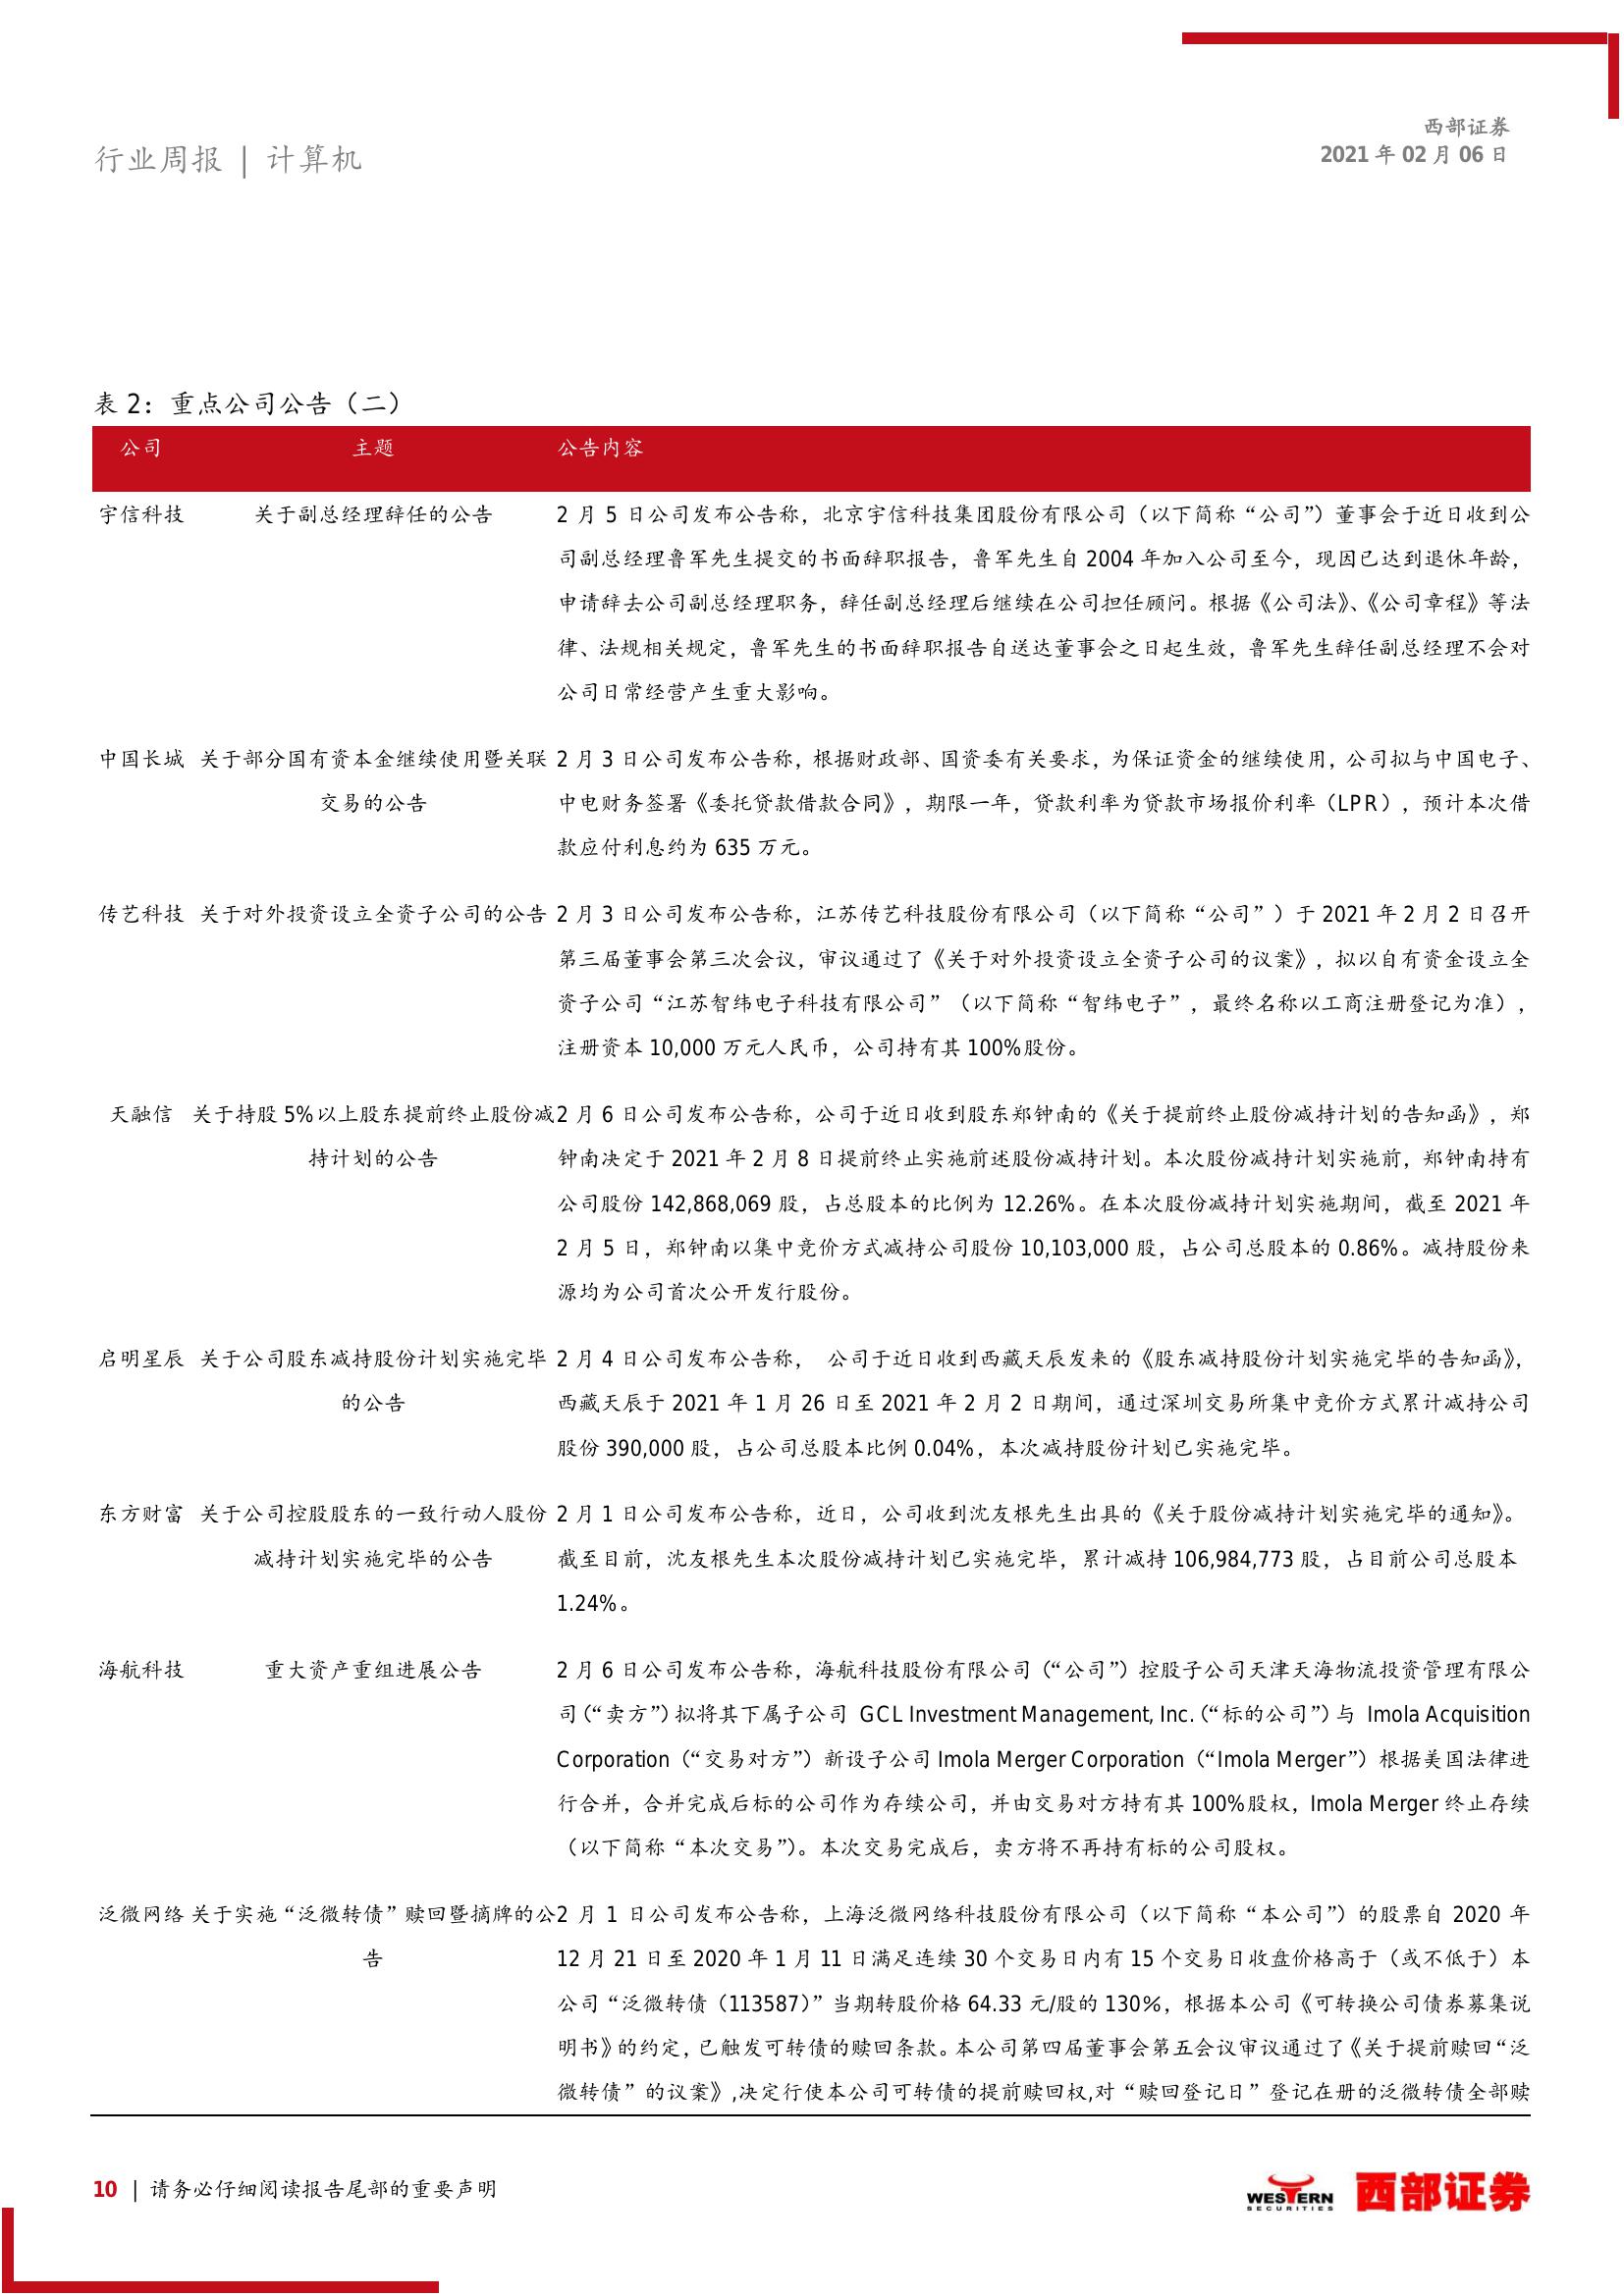 西部证券
2021 年 02 月 06 日
行业周报 | 计算机
表 2：重点公司公告（二）
公司 主题 公告内容
宇信科技 关于副总经理辞任的公告 2 月 5 日公司发布公告称，北京宇信科技集团股份有限公司（以下简称“公司”）董事会于近日收到公
司副总经理鲁军先生提交的书面辞职报告，鲁军先生自 2004 年加入公司至今，现因已达到退休年龄，
申请辞去公司副总经理职务，辞任副总经理后继续在公司担任顾问。根据《公司法》、《公司章程》等法
律、法规相关规定，鲁军先生的书面辞职报告自送达董事会之日起生效，鲁军先生辞任副总经理不会对
公司日常经营产生重大影响。
中国长城 关于部分国有资本金继续使用暨关联 2 月 3 日公司发布公告称，根据财政部、国资委有关要求，为保证资金的继续使用，公司拟与中国电子、
交易的公告 中电财务签署《委托贷款借款合同》，期限一年，贷款利率为贷款市场报价利率（LPR），预计本次借
款应付利息约为 635 万元。
传艺科技 关于对外投资设立全资子公司的公告 2 月 3 日公司发布公告称，江苏传艺科技股份有限公司（以下简称“公司”）于 2021 年 2 月 2 日召开
第三届董事会第三次会议，审议通过了《关于对外投资设立全资子公司的议案》，拟以自有资金设立全
资子公司“江苏智纬电子科技有限公司”（以下简称“智纬电子”，最终名称以工商注册登记为准），
注册资本 10,000 万元人民币，公司持有其 100%股份。
天融信 关于持股 5%以上股东提前终止股份减 2 月 6 日公司发布公告称，公司于近日收到股东郑钟南的《关于提前终止股份减持计划的告知函》，郑
持计划的公告 钟南决定于 2021 年 2 月 8 日提前终止实施前述股份减持计划。本次股份减持计划实施前，郑钟南持有
公司股份 142,868,069 股，占总股本的比例为 12.26%。在本次股份减持计划实施期间，截至 2021 年
2 月 5 日，郑钟南以集中竞价方式减持公司股份 10,103,000 股，占公司总股本的 0.86%。减持股份来
源均为公司首次公开发行股份。
启明星辰 关于公司股东减持股份计划实施完毕 2 月 4 日公司发布公告称， 公司于近日收到西藏天辰发来的《股东减持股份计划实施完毕的告知函》，
的公告 西藏天辰于 2021 年 1 月 26 日至 2021 年 2 月 2 日期间，通过深圳交易所集中竞价方式累计减持公司
股份 390,000 股，占公司总股本比例 0.04%，本次减持股份计划已实施完毕。
东方财富 关于公司控股股东的一致行动人股份 2 月 1 日公司发布公告称，近日，公司收到沈友根先生出具的《关于股份减持计划实施完毕的通知》。
减持计划实施完毕的公告 截至目前，沈友根先生本次股份减持计划已实施完毕，累计减持 106,984,773 股，占目前公司总股本
1.24%。
海航科技 重大资产重组进展公告 2 月 6 日公司发布公告称，海航科技股份有限公司（“公司”）控股子公司天津天海物流投资管理有限公
司（“卖方”）拟将其下属子公司 GCL Investment Management, Inc.（“标的公司”）与 Imola Acquisition
Corporation（“交易对方”）新设子公司 Imola Merger Corporation（“Imola Merger”）根据美国法律进
行合并，合并完成后标的公司作为存续公司，并由交易对方持有其 100%股权，Imola Merger 终止存续
（以下简称“本次交易”）。本次交易完成后，卖方将不再持有标的公司股权。
泛微网络 关于实施“泛微转债”赎回暨摘牌的公 2 月 1 日公司发布公告称，上海泛微网络科技股份有限公司（以下简称“本公司”）的股票自 2020 年
告 12 月 21 日至 2020 年 1 月 11 日满足连续 30 个交易日内有 15 个交易日收盘价格高于（或不低于）本
公司“泛微转债（113587）”当期转股价格 64.33 元/股的 130%，根据本公司《可转换公司债券募集说
明书》的约定，已触发可转债的赎回条款。本公司第四届董事会第五会议审议通过了《关于提前赎回“泛
微转债”的议案》,决定行使本公司可转债的提前赎回权,对“赎回登记日”登记在册的泛微转债全部赎
10 | 请务必仔细阅读报告尾部的重要声明
WESTERN
SECURITIES
西部证券